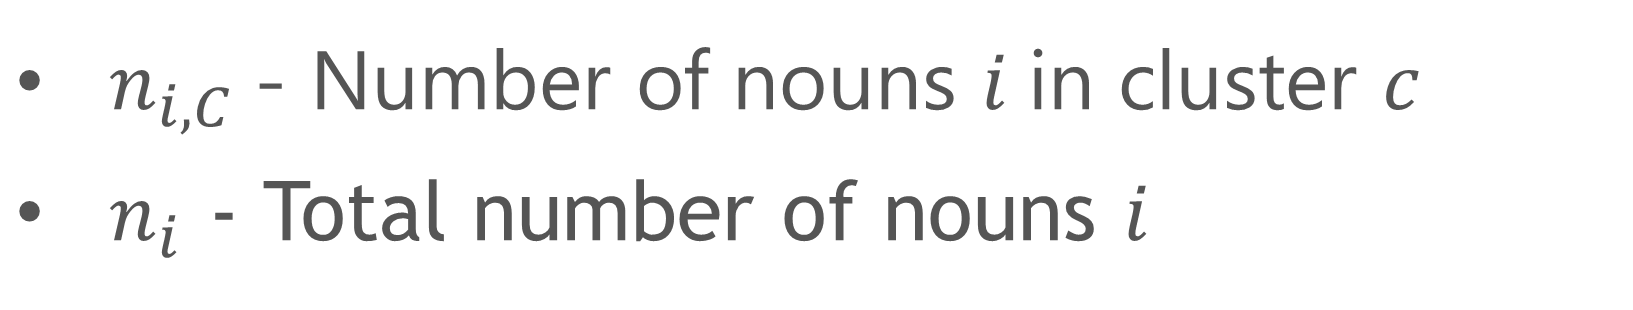 • n_{i,C} - Number of nouns i in cluster c
• n_i - Total number of nouns i